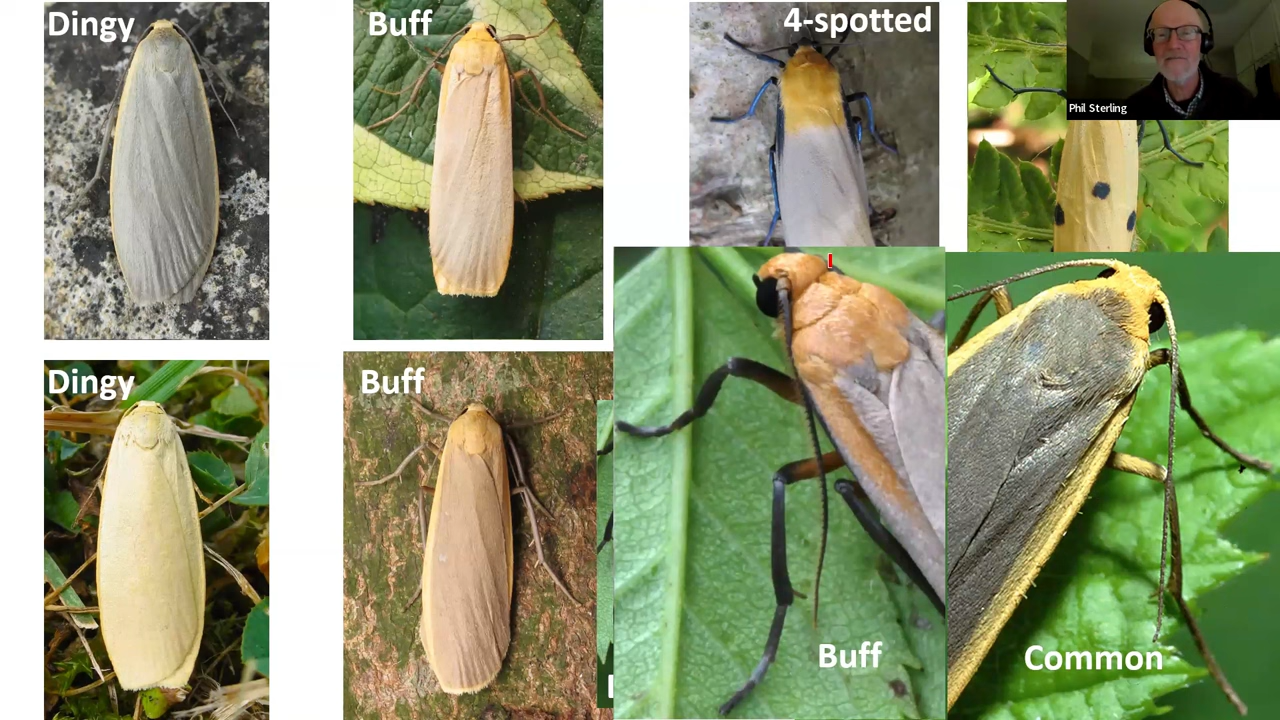 Dingy
Buff
4-spotted
Phil Sterling
Dingy
Buff
Buff
Common